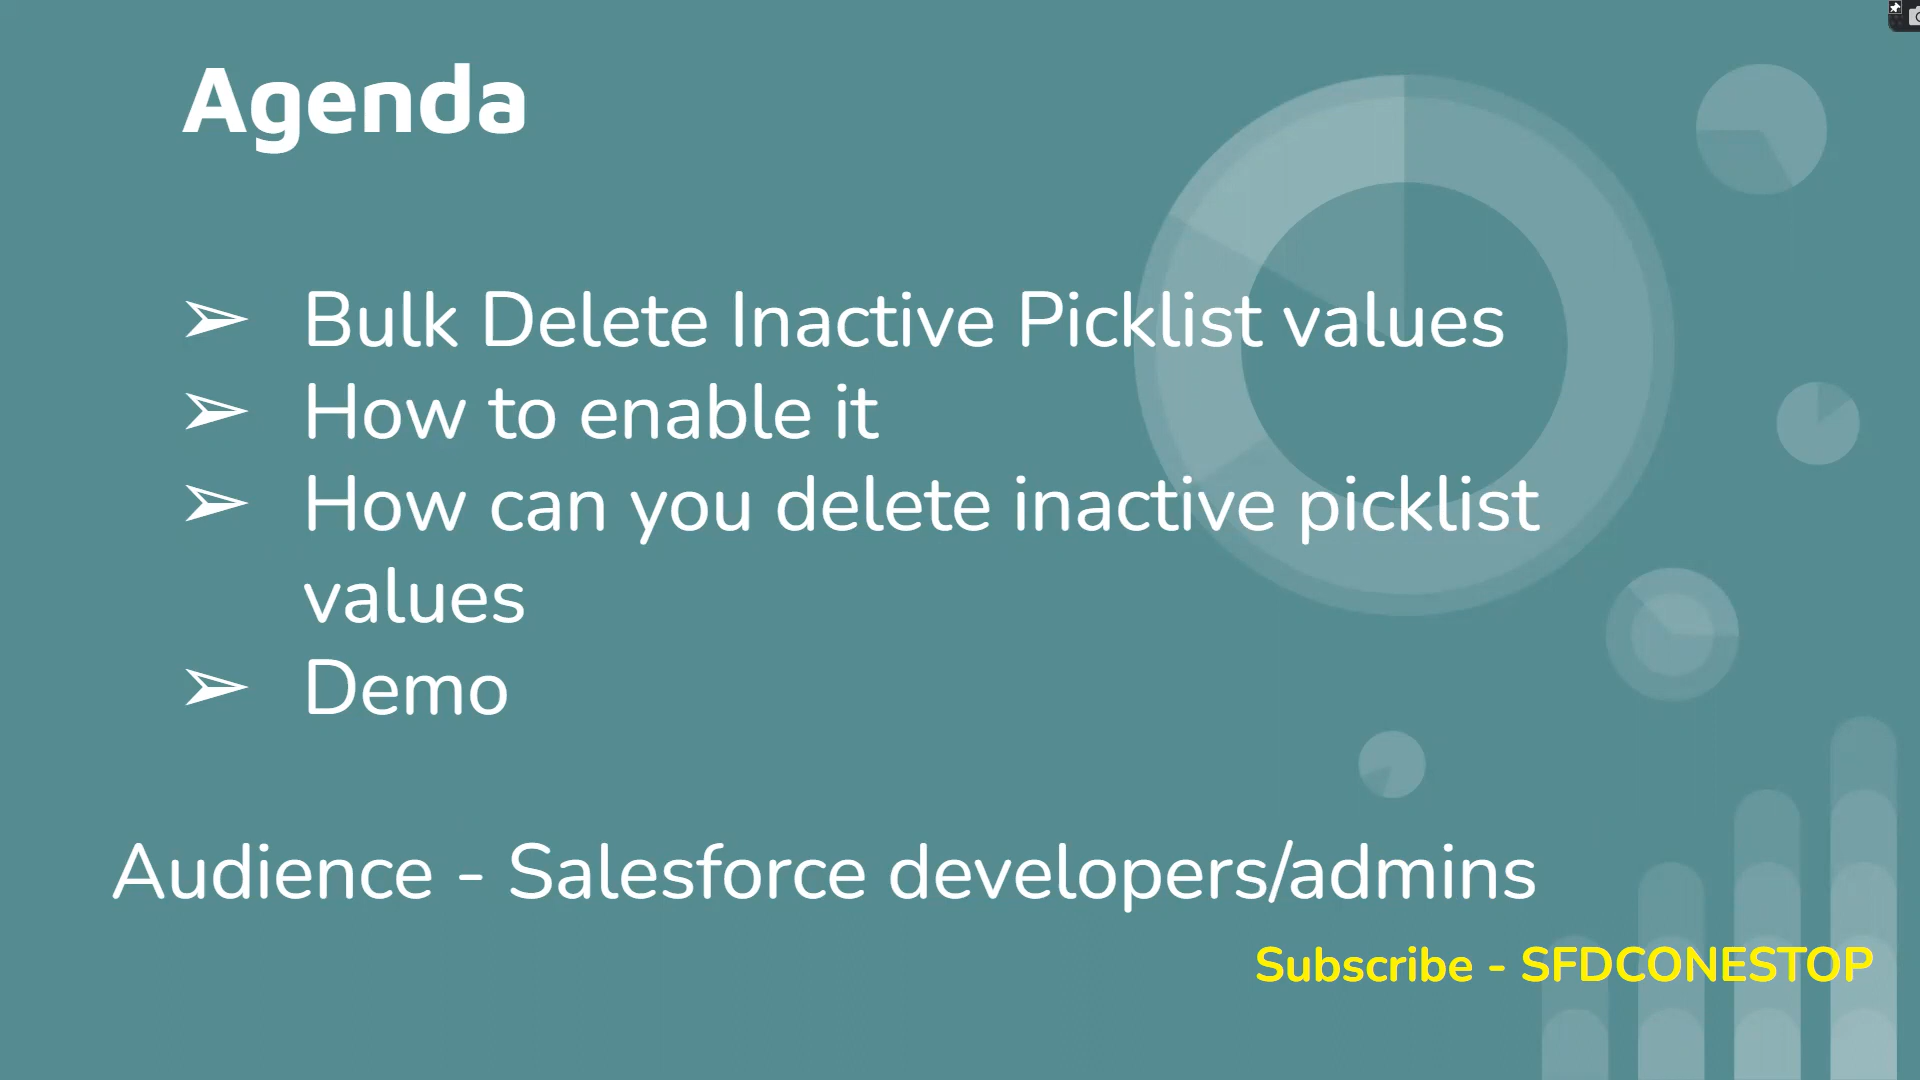 Agenda
➢ Bulk Delete Inactive Picklist values
➢ How to enable it
➢ How can you delete inactive picklist
values
➢ Demo
Audience - Salesforce developers/admins
Subscribe - SFDCONESTOP